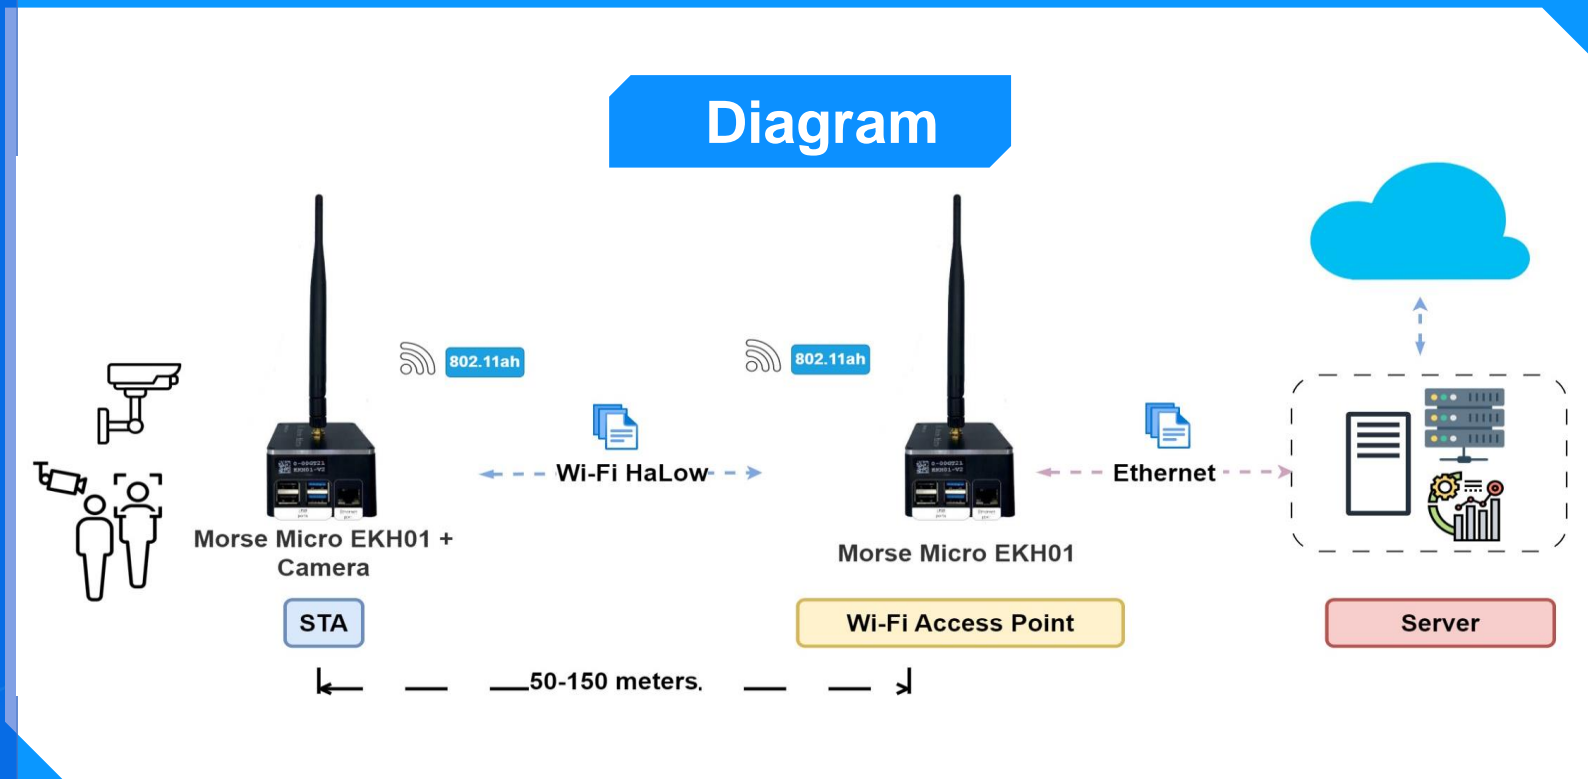 Diagram
802.11ah
802.11ah
Wi-Fi HaLow
Ethernet
Morse Micro EKH01 +
Camera
Morse Micro EKH01
STA
Wi-Fi Access Point
Server
50-150 meters.